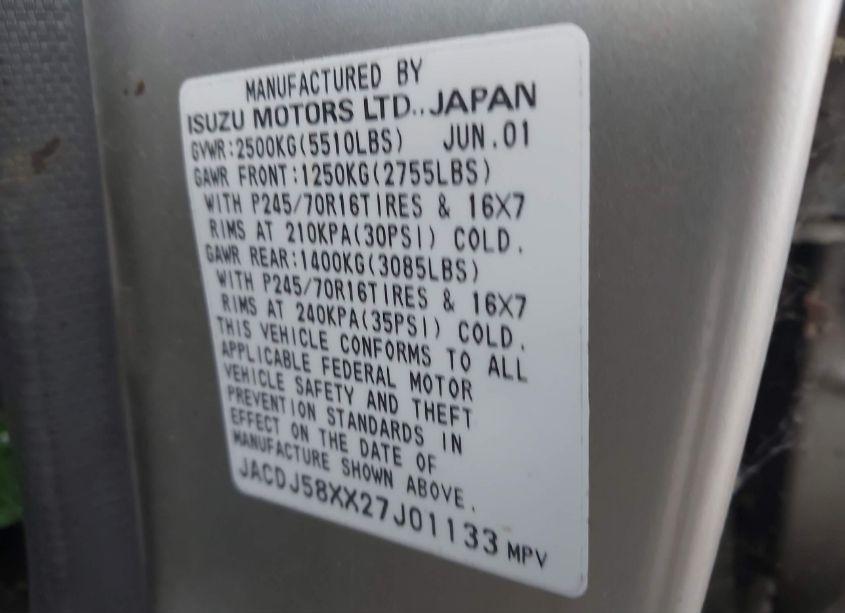 MANUFACTURED BY
ISUZU MOTORS LTD., JAPAN
GVWR:2500KG(5510LBS) JUN.01
GAWR FRONT:1250KG(2755LBS)
WITH P245/70R16TIRES & 16X7
RIMS AT 210KPA(30PSI) COLD.
GAWR REAR:1400KG(3085LBS)
WITH P245/70R16TIRES & 16X7
RIMS AT 240KPA(35PSI) COLD.
THIS VEHICLE CONFORMS TO ALL
APPLICABLE FEDERAL MOTOR
VEHICLE SAFETY AND THEFT
PREVENTION STANDARDS IN
EFFECT ON THE DATE OF
MANUFACTURE SHOWN ABOVE.
JACDJ58XX27J01133 MPV